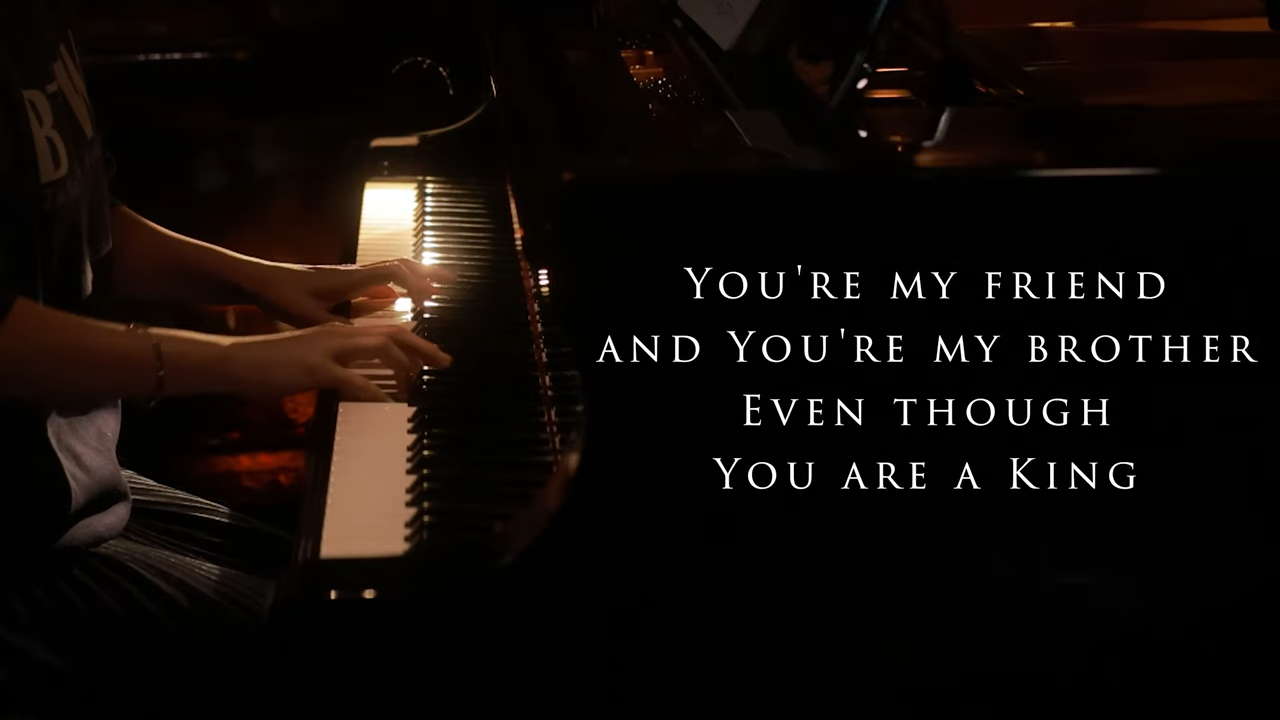 You're my friend
and You're my brother
Even though
You are a King